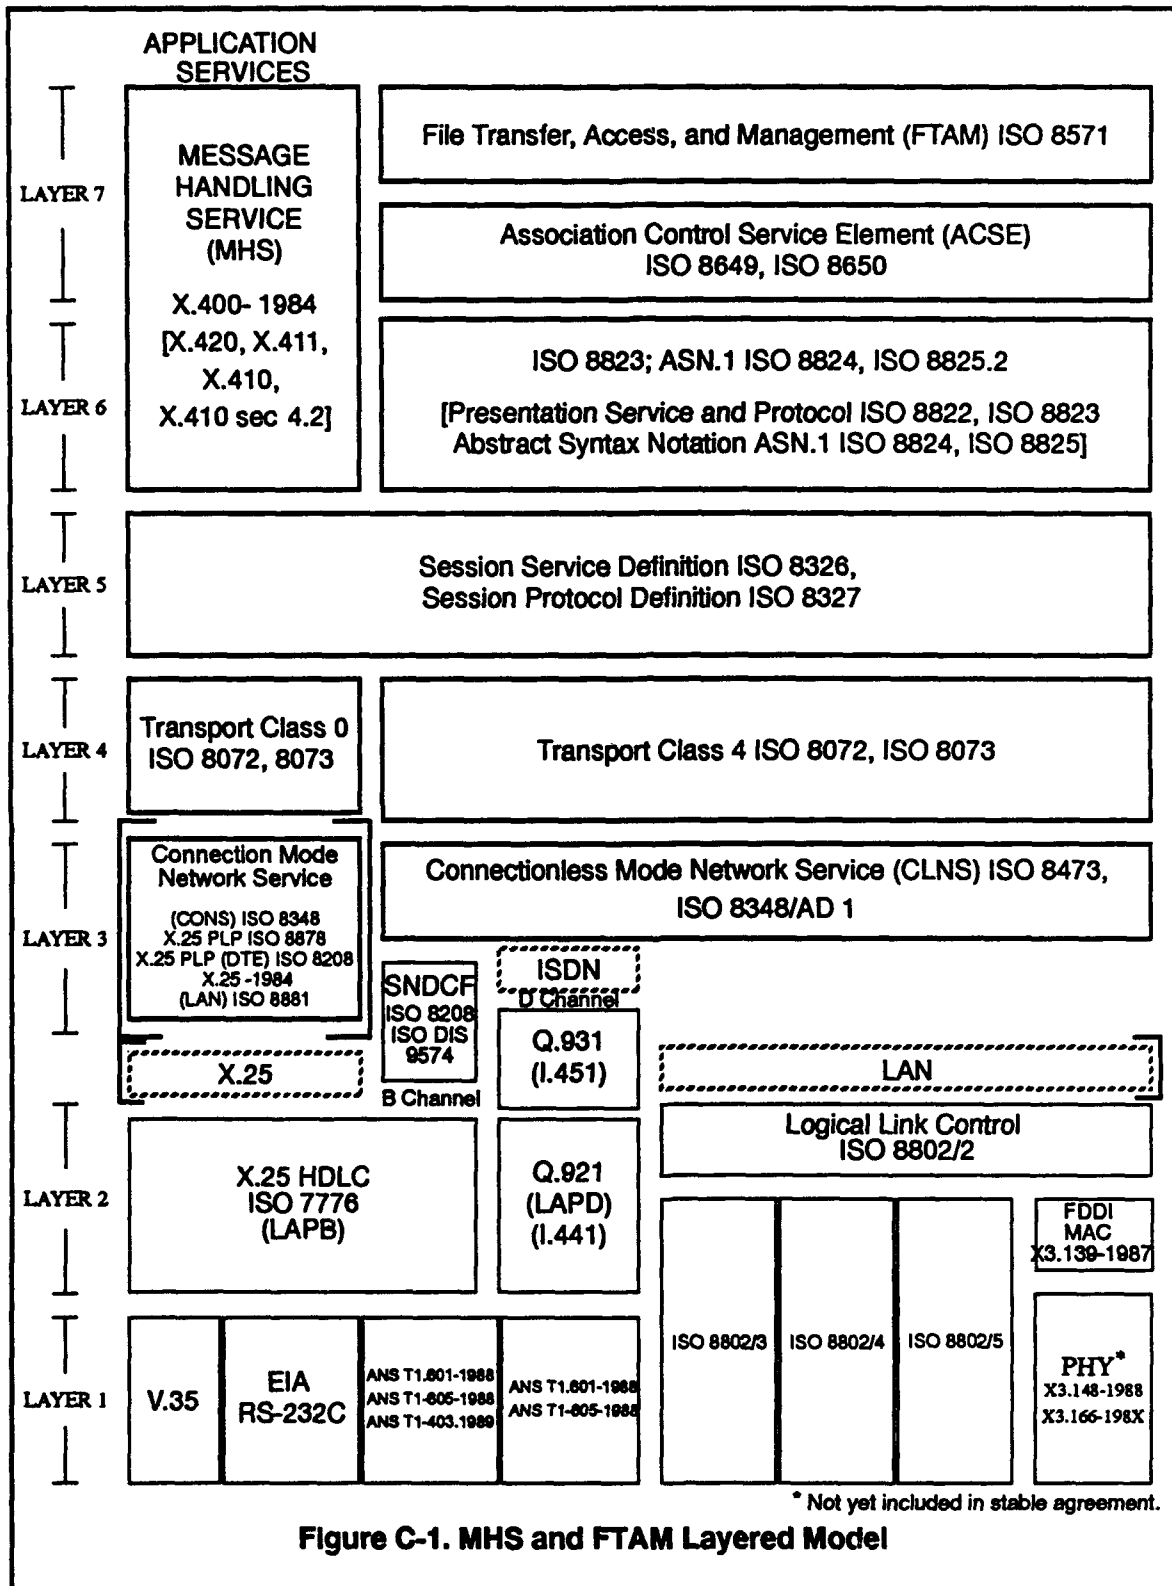 APPLICATION
SERVICES
LAYER 7
MESSAGE
HANDLING
SERVICE
(MHS)
X.400- 1984
[X.420, X.411,
X.410,
X.410 sec 4.2]
File Transfer, Access, and Management (FTAM) ISO 8571
Association Control Service Element (ACSE)
ISO 8649, ISO 8650
LAYER 6
ISO 8823; ASN.1 ISO 8824, ISO 8825.2
[Presentation Service and Protocol ISO 8822, ISO 8823
Abstract Syntax Notation ASN.1 ISO 8824, ISO 8825]
LAYER 5
Session Service Definition ISO 8326,
Session Protocol Definition ISO 8327
LAYER 4
Transport Class 0
ISO 8072, 8073
Transport Class 4 ISO 8072, ISO 8073
LAYER 3
Connection Mode
Network Service
(CONS) ISO 8348
X.25 PLP ISO 8878
X.25 PLP (DTE) ISO 8208
X.25 -1984
(LAN) ISO 8881
Connectionless Mode Network Service (CLNS) ISO 8473,
ISO 8348/AD 1
SNDCF
ISO 8208
ISO DIS
9574
B Channel
ISDN
D Channel
Q.931
(I.451)
X.25
LAN
LAYER 2
X.25 HDLC
ISO 7776
(LAPB)
Q.921
(LAPD)
(I.441)
Logical Link Control
ISO 8802/2
FDDI
MAC
X3.139-1987
LAYER 1
V.35
EIA
RS-232C
ANS T1.601-1988
ANS T1-605-1988
ANS T1-403.1989
ANS T1.601-1988
ANS T1-605-1988
ISO 8802/3
ISO 8802/4
ISO 8802/5
PHY*
X3.148-1988
X3.166-198X
* Not yet included in stable agreement.
Figure C-1. MHS and FTAM Layered Model